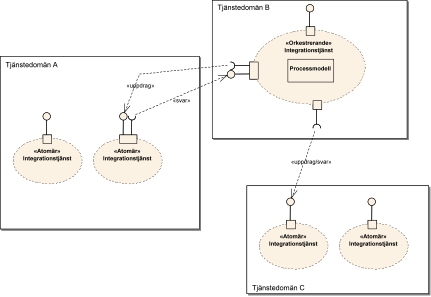 Tjänstedomän B
«Orkestrerande»
Integrationstjänst
Processmodell
Tjänstedomän A
«uppdrag»
«svar»
«Atomär»
Integrationstjänst
«Atomär»
Integrationstjänst
«uppdrag/svar»
«Atomär»
Integrationstjänst
«Atomär»
Integrationstjänst
Tjänstedomän C